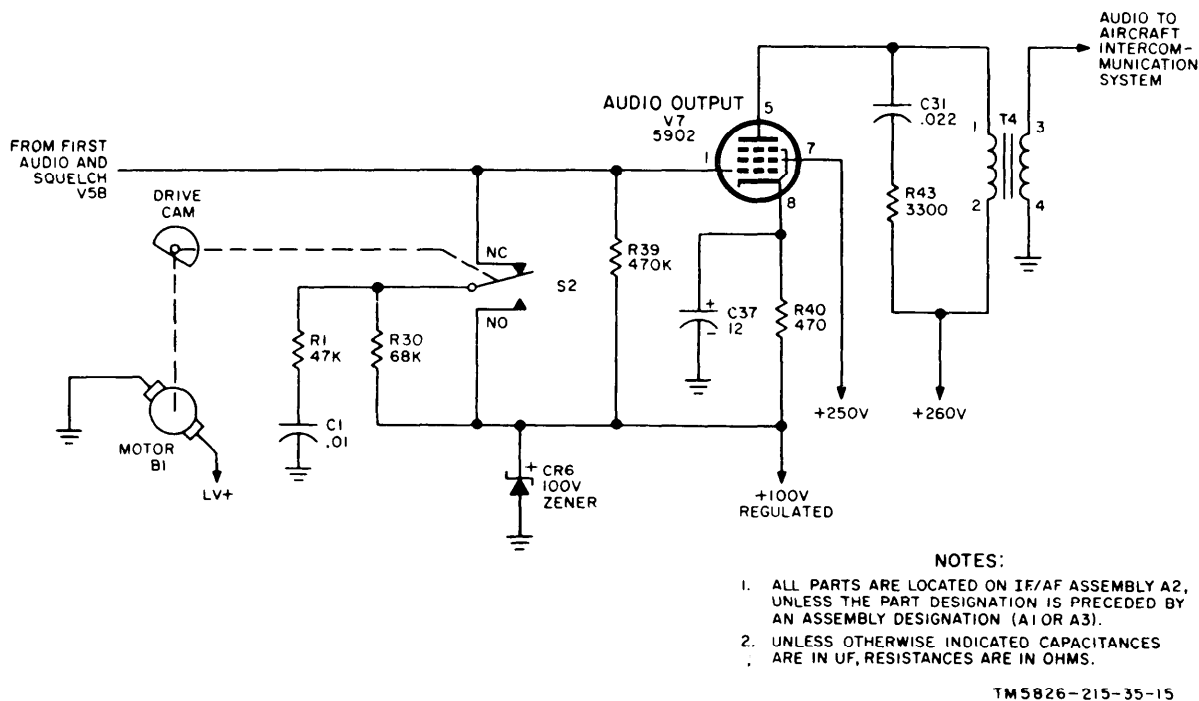 AUDIO TO
AIRCRAFT
INTERCOM-
MUNICATION
SYSTEM
AUDIO OUTPUT
V7
5902
5
1
7
8
C31
.022
T4
1
3
2
4
R43
3300
FROM FIRST
AUDIO AND
SQUELCH
V5B
DRIVE
CAM
NC
S2
NO
R39
470K
C37
12
+
-
R40
470
R1
47K
R30
68K
C1
.01
MOTOR
B1
LV+
+ CR6
100V
ZENER
+250V
+260V
+100V
REGULATED
NOTES:
1. ALL PARTS ARE LOCATED ON IF/AF ASSEMBLY A2,
UNLESS THE PART DESIGNATION IS PRECEDED BY
AN ASSEMBLY DESIGNATION (A1 OR A3).
2. UNLESS OTHERWISE INDICATED CAPACITANCES
ARE IN UF, RESISTANCES ARE IN OHMS.
TM5826-215-35-15